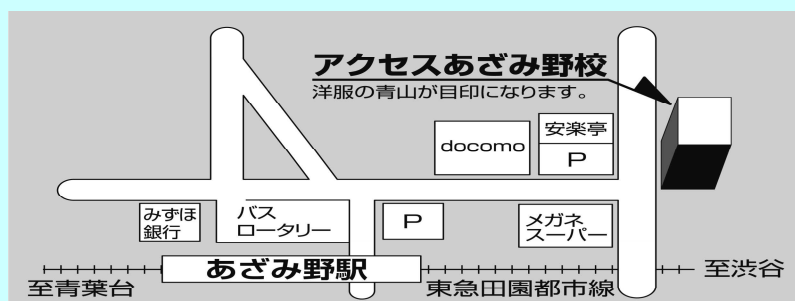 アクセスあざみ野校
洋服の青山が目印になります。
docomo
安楽亭
P
みずほ
銀行
バス
ロータリー
P
メガネ
スーパー
あざみ野駅
至渋谷
至青葉台
東急田園都市線